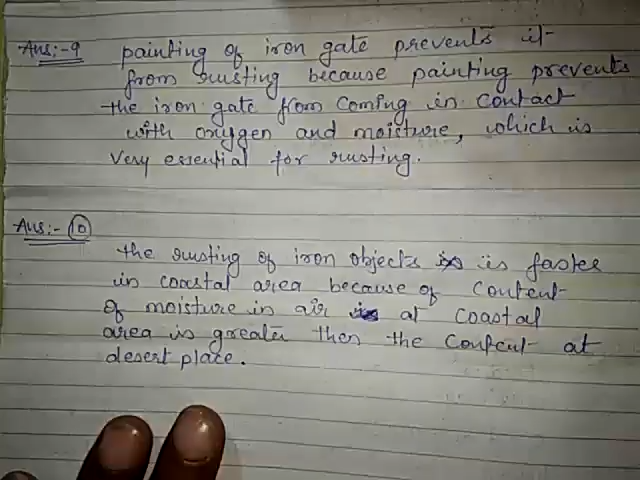 Ans:-9 painting of iron gate prevents it
from rusting because painting prevents
the iron gate from coming in contact
with oxygen and moisture, which is
very essential for rusting.
Ans:- 10
the rusting of iron objects is is faster
in coastal area because of content
of moisture in air is at coastal
area is greater then the content at
desert place.